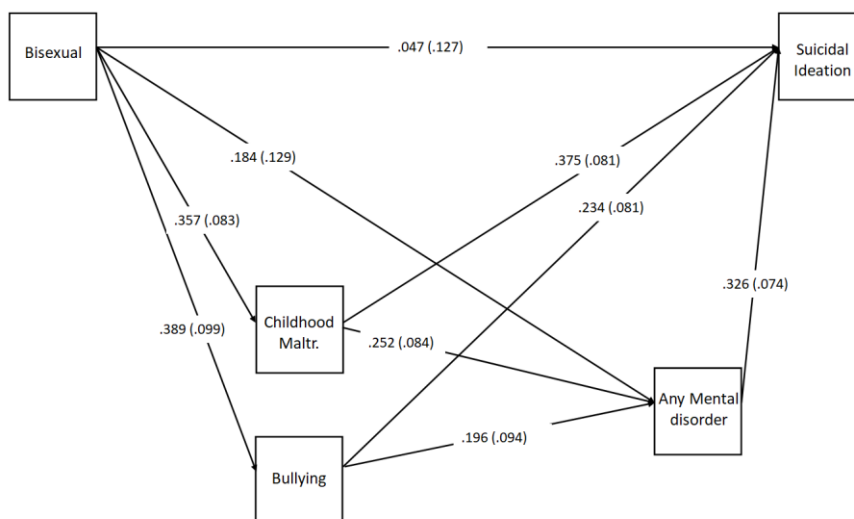 Bisexual
.047 (.127)
Suicidal
Ideation
.184 (.129)
.375 (.081)
.234 (.081)
.357 (.083)
.326 (.074)
Childhood
Maltr.
.389 (.099)
.252 (.084)
Any Mental
disorder
.196 (.094)
Bullying